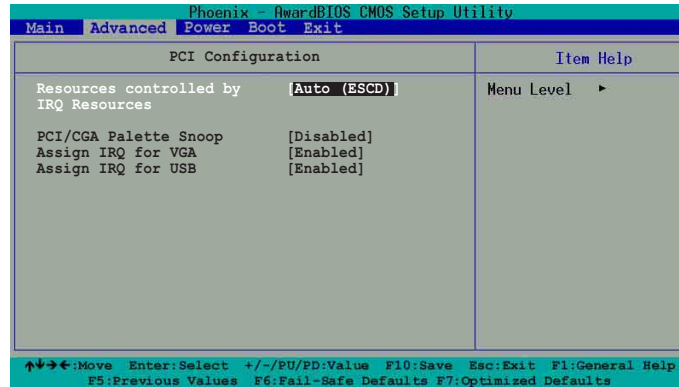 Phoenix - AwardBIOS CMOS Setup Utility
Main Advanced Power Boot Exit
PCI Configuration
Item Help
Resources controlled by [Auto (ESCD)]
IRQ Resources
Menu Level ►
PCI/CGA Palette Snoop [Disabled]
Assign IRQ for VGA [Enabled]
Assign IRQ for USB [Enabled]
↑↓→←:Move Enter:Select +/-/PU/PD:Value F10:Save Esc:Exit F1:General Help
F5:Previous Values F6:Fail-Safe Defaults F7:Optimized Defaults